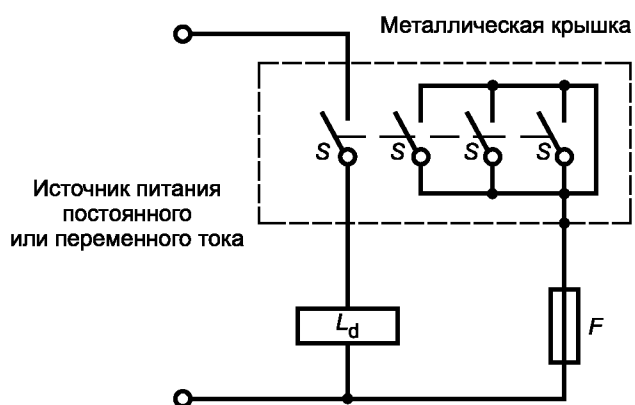 Металлическая крышка
S S S S
Источник питания
постоянного
или переменного тока
Ld
F